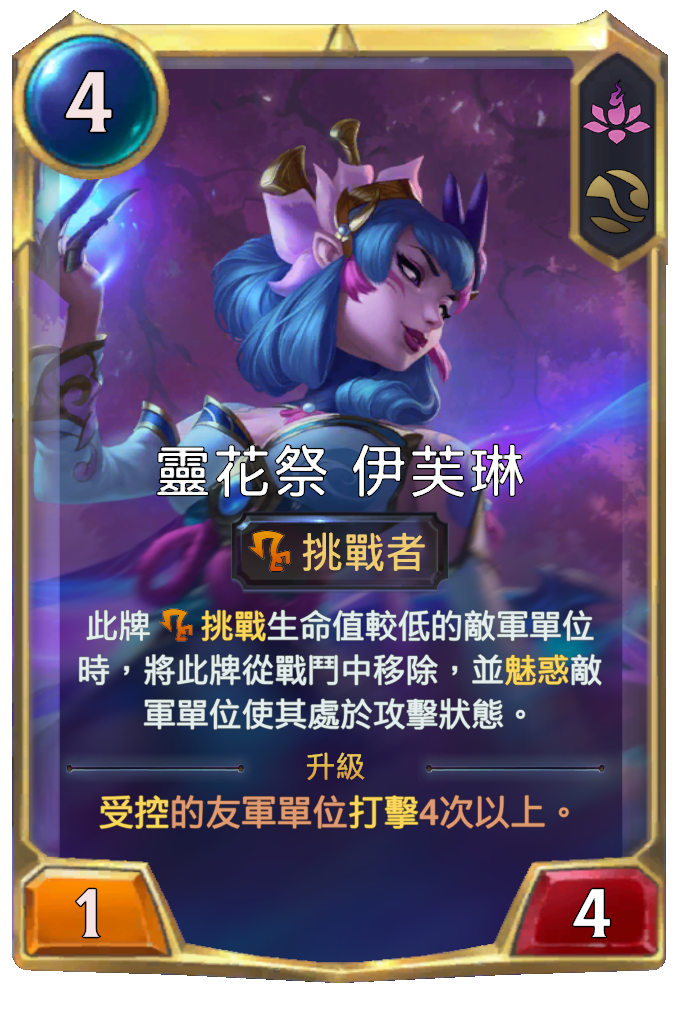 4
靈花祭 伊芙琳
挑戰者
此牌 挑戰生命值較低的敵軍單位
時，將此牌從戰鬥中移除，並魅惑敵
軍單位使其處於攻擊狀態。
升級
受控的友軍單位打擊4次以上。
1
4